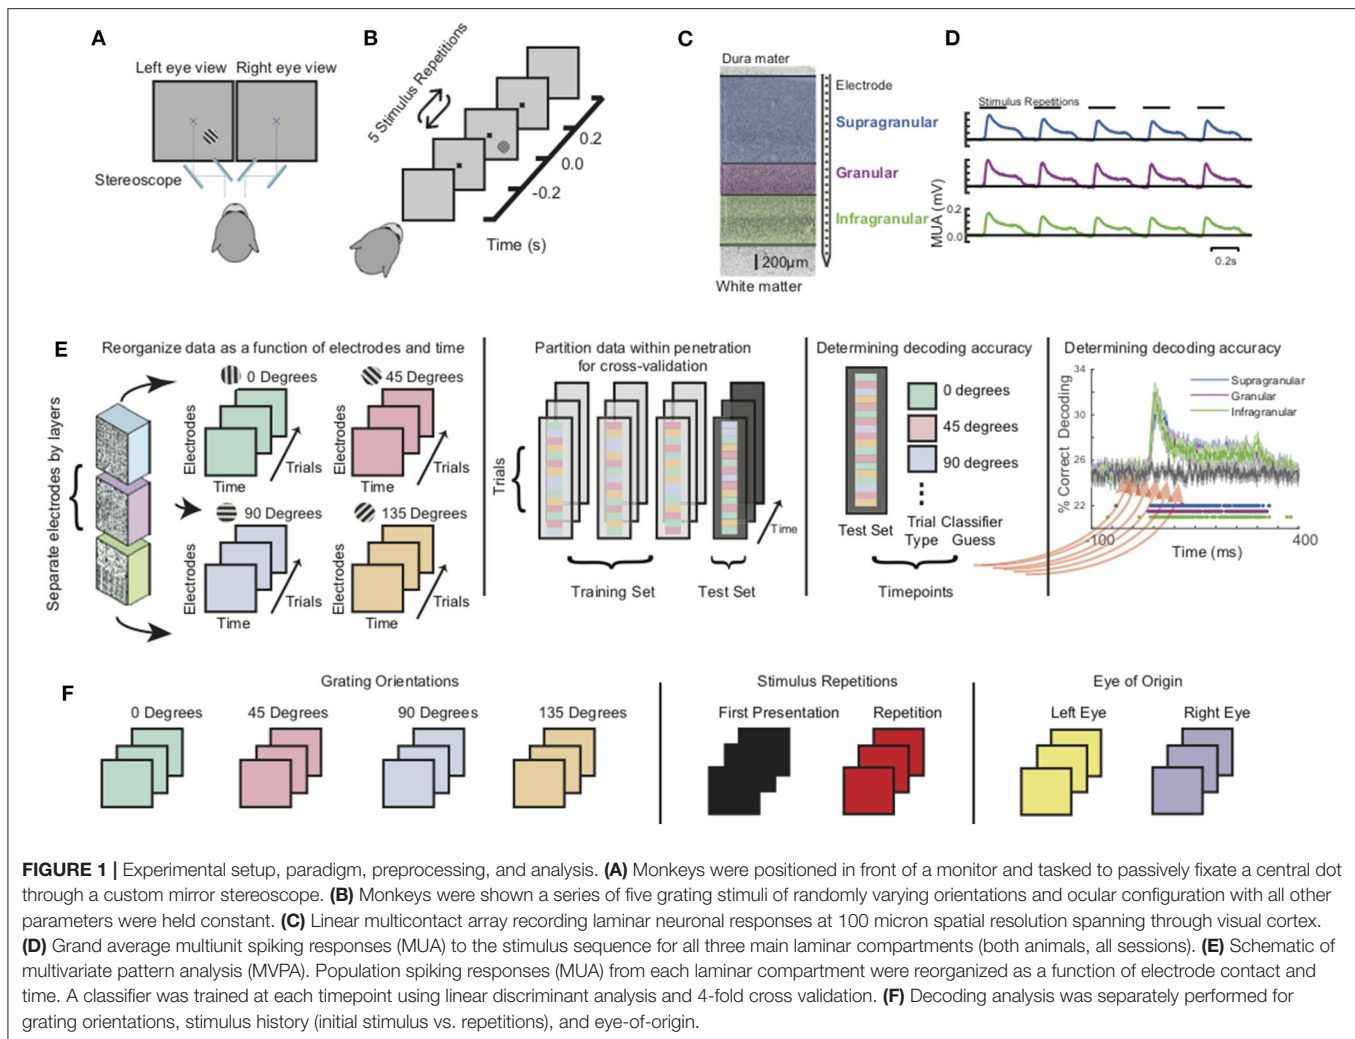 A
Left eye view Right eye view
Stereoscope
B
5 Stimulus Repetitions
0.2
0.0
-0.2
Time (s)
C
Dura mater
Electrode
Supragranular
Granular
Infragranular
200µm
White matter
D
Stimulus Repetitions
MUA (mV)
0.2
0.0
0.2s
E
Reorganize data as a function of electrodes and time
Separate electrodes by layers
0 Degrees
Electrodes
Trials
Time
45 Degrees
Electrodes
Trials
Time
90 Degrees
Electrodes
Trials
Time
135 Degrees
Electrodes
Trials
Time
Partition data within penetration
for cross-validation
Trials
Time
Training Set
Test Set
Determining decoding accuracy
0 degrees
45 degrees
90 degrees
Test Set
Trial Classifier
Type Guess
Timepoints
Determining decoding accuracy
34
30
26
22
% Correct Decoding
Supragranular
Granular
Infragranular
-100
400
Time (ms)
F
Grating Orientations
0 Degrees
45 Degrees
90 Degrees
135 Degrees
Stimulus Repetitions
First Presentation
Repetition
Eye of Origin
Left Eye
Right Eye
FIGURE 1 | Experimental setup, paradigm, preprocessing, and analysis. (A) Monkeys were positioned in front of a monitor and tasked to passively fixate a central dot
through a custom mirror stereoscope. (B) Monkeys were shown a series of five grating stimuli of randomly varying orientations and ocular configuration with all other
parameters were held constant. (C) Linear multicontact array recording laminar neuronal responses at 100 micron spatial resolution spanning through visual cortex.
(D) Grand average multiunit spiking responses (MUA) to the stimulus sequence for all three main laminar compartments (both animals, all sessions). (E) Schematic of
multivariate pattern analysis (MVPA). Population spiking responses (MUA) from each laminar compartment were reorganized as a function of electrode contact and
time. A classifier was trained at each timepoint using linear discriminant analysis and 4-fold cross validation. (F) Decoding analysis was separately performed for
grating orientations, stimulus history (initial stimulus vs. repetitions), and eye-of-origin.